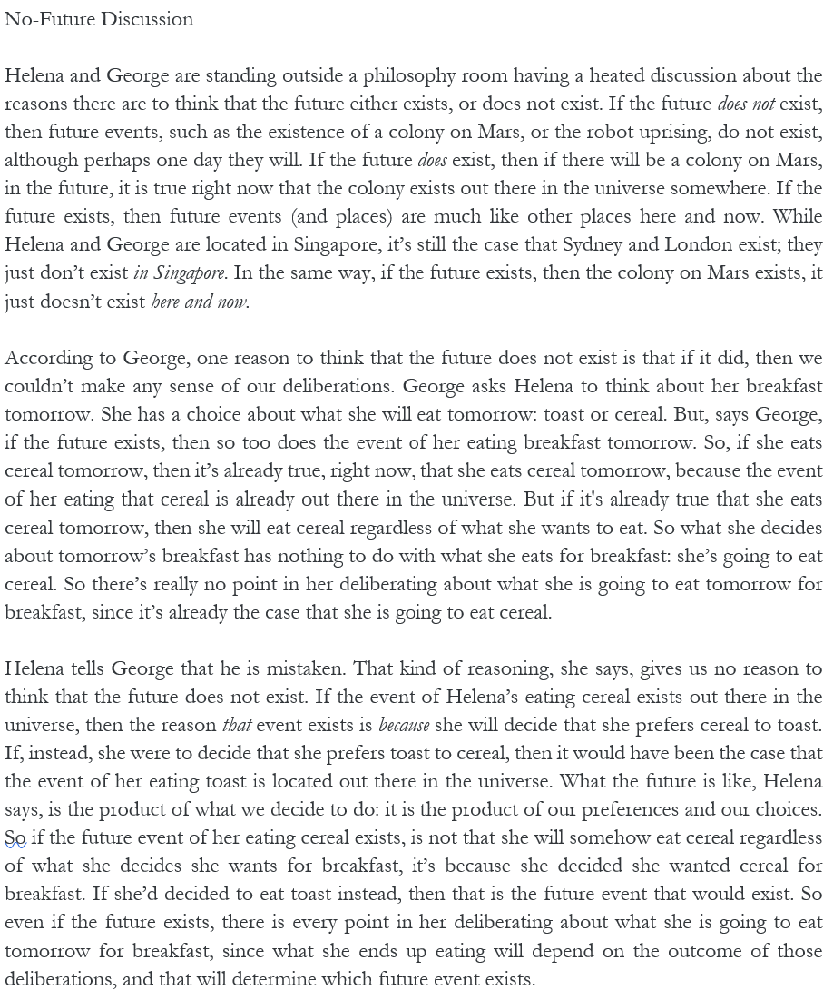 No-Future Discussion
Helena and George are standing outside a philosophy room having a heated discussion about the
reasons there are to think that the future either exists, or does not exist. If the future does not exist,
then future events, such as the existence of a colony on Mars, or the robot uprising, do not exist,
although perhaps one day they will. If the future does exist, then if there will be a colony on Mars,
in the future, it is true right now that the colony exists out there in the universe somewhere. If the
future exists, then future events (and places) are much like other places here and now. While
Helena and George are located in Singapore, it’s still the case that Sydney and London exist; they
just don’t exist in Singapore. In the same way, if the future exists, then the colony on Mars exists, it
just doesn’t exist here and now.
According to George, one reason to think that the future does not exist is that if it did, then we
couldn’t make any sense of our deliberations. George asks Helena to think about her breakfast
tomorrow. She has a choice about what she will eat tomorrow: toast or cereal. But, says George,
if the future exists, then so too does the event of her eating breakfast tomorrow. So, if she eats
cereal tomorrow, then it’s already true, right now, that she eats cereal tomorrow, because the event
of her eating that cereal is already out there in the universe. But if it's already true that she eats
cereal tomorrow, then she will eat cereal regardless of what she wants to eat. So what she decides
about tomorrow’s breakfast has nothing to do with what she eats for breakfast: she’s going to eat
cereal. So there’s really no point in her deliberating about what she is going to eat tomorrow for
breakfast, since it’s already the case that she is going to eat cereal.
Helena tells George that he is mistaken. That kind of reasoning, she says, gives us no reason to
think that the future does not exist. If the event of Helena’s eating cereal exists out there in the
universe, then the reason that event exists is because she will decide that she prefers cereal to toast.
If, instead, she were to decide that she prefers toast to cereal, then it would have been the case that
the event of her eating toast is located out there in the universe. What the future is like, Helena
says, is the product of what we decide to do: it is the product of our preferences and our choices.
So if the future event of her eating cereal exists, is not that she will somehow eat cereal regardless
of what she decides she wants for breakfast, it’s because she decided she wanted cereal for
breakfast. If she’d decided to eat toast instead, then that is the future event that would exist. So
even if the future exists, there is every point in her deliberating about what she is going to eat
tomorrow for breakfast, since what she ends up eating will depend on the outcome of those
deliberations, and that will determine which future event exists.